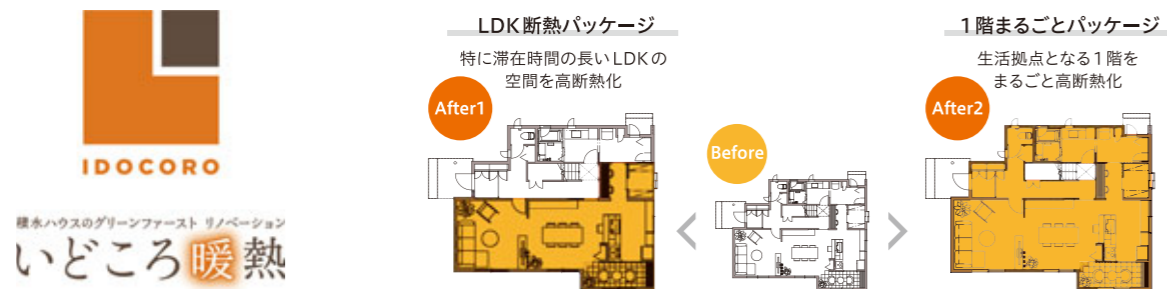 IDOCORO
積水ハウスのグリーンファースト リノベーション
いどころ暖熱
LDK断熱パッケージ
特に滞在時間の長いLDKの
空間を高断熱化
After1
Before
1階まるごとパッケージ
生活拠点となる1階を
まるごと高断熱化
After2